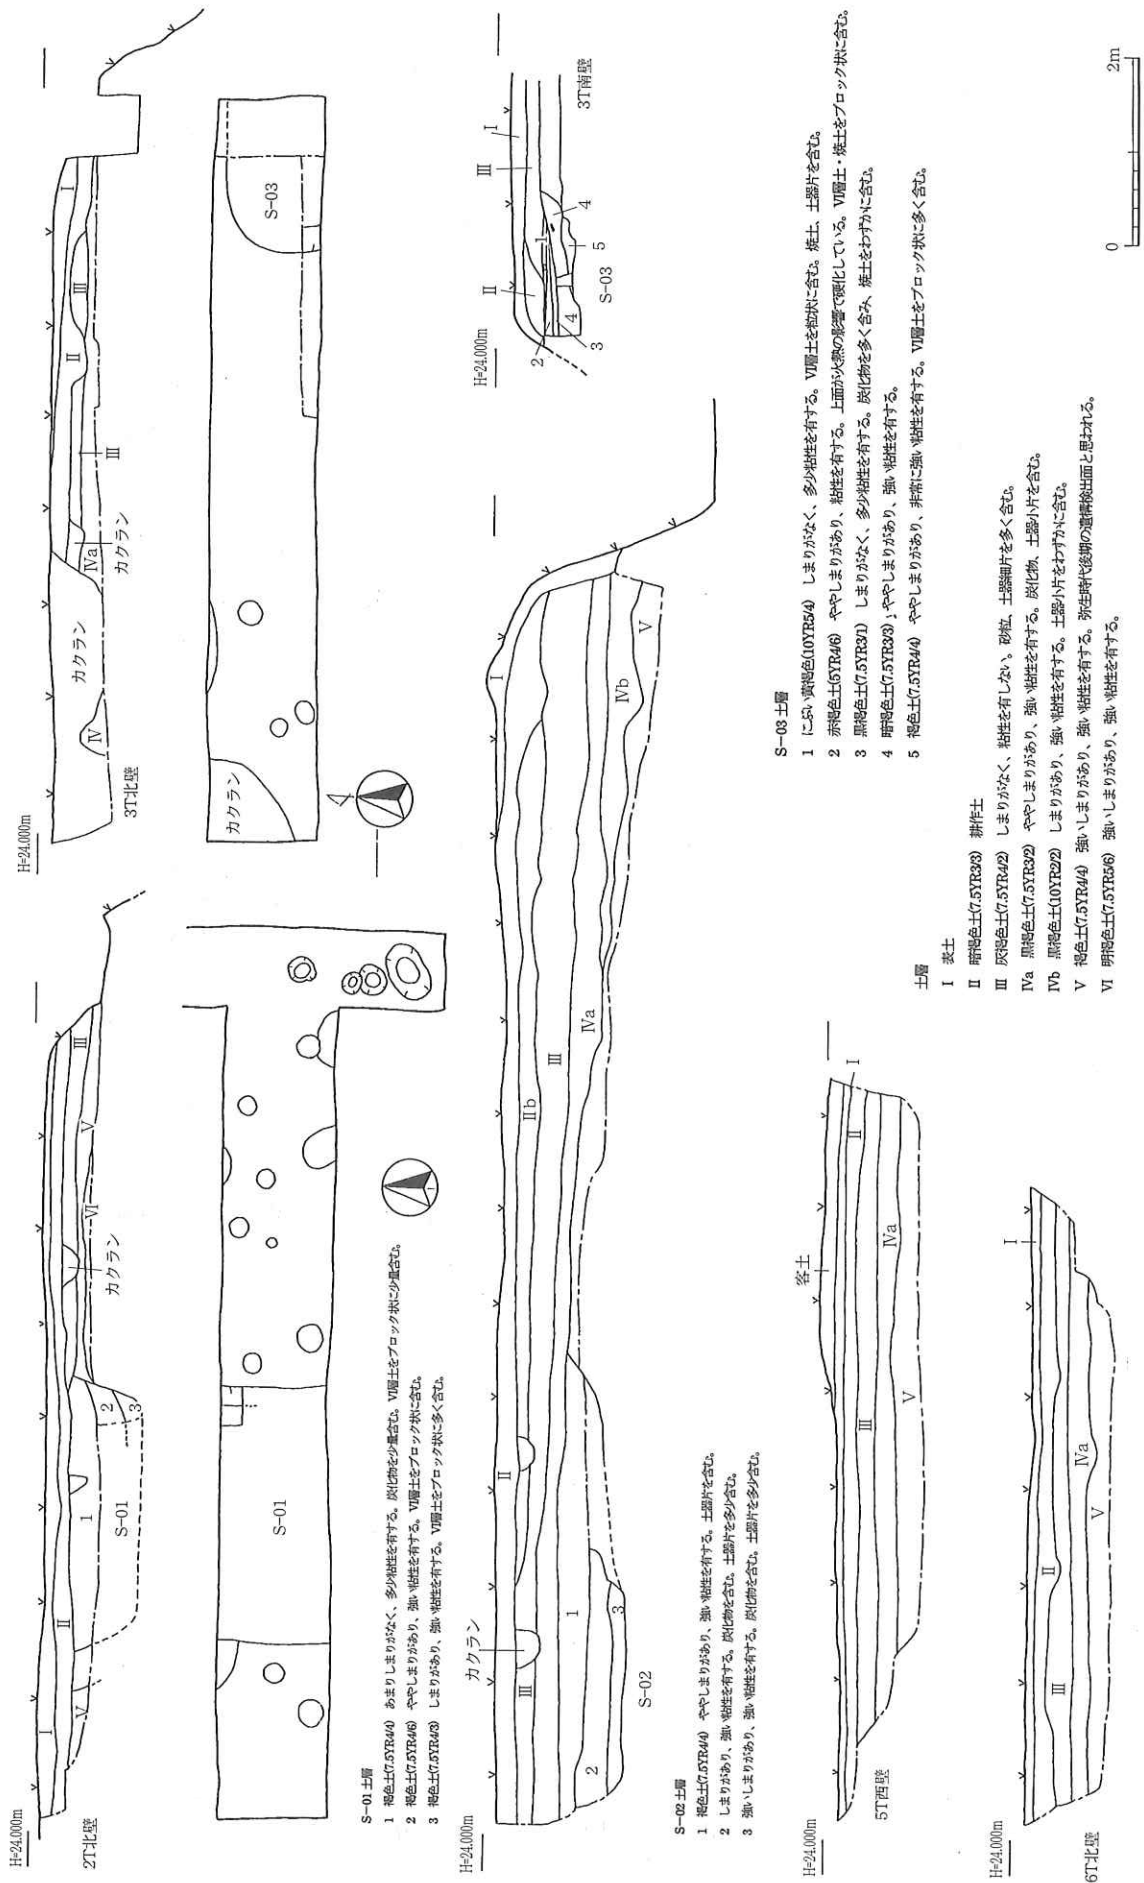 H=24.000m
2T北壁
I
II
III
V
V
VI
カクラン
1
2
3
S-01
S-01
S-01 土層
1 褐色土(7.5YR4/4) あまりしまりがなく、多少粘性を有する。炭化物を少量含む。VI層土をブロック状に少量含む。
2 褐色土(7.5YR4/6) ややしまりがあり、強い粘性を有する。VI層土をブロック状に含む。
3 褐色土(7.5YR4/3) しまりがあり、強い粘性を有する。VI層土をブロック状に多く含む。
H=24.000m
3T北壁
カクラン
IV
IVa
カクラン
III
II
III
I
カクラン
S-03
H=24.000m
カクラン
III
II
IIb
III
IVa
IVb
V
I
1
2
3
S-02
S-02 土層
1 褐色土(7.5YR4/4) ややしまりがあり、強い粘性を有する。土器片を含む。
2 しまりがあり、強い粘性を有する。炭化物を含む。土器片を多少含む。
3 強いしまりがあり、強い粘性を有する。炭化物を含む。土器片を多少含む。
H=24.000m
3T南壁
I
III
II
1
2
3
4
4
5
S-03
S-03 土層
1 にぶい黄褐色(10YR5/4) しまりがなく、多少粘性を有する。VI層土を粒状に含む。焼土、土器片を含む。
2 赤褐色土(5YR4/6) ややしまりがあり、粘性を有する。上面が火熱の影響で硬化している。VI層土・焼土をブロック状に含む。
3 黒褐色土(7.5YR3/1) しまりがなく、多少粘性を有する。炭化物を多く含み、焼土をわずかに含む。
4 暗褐色土(7.5YR3/3) ややしまりがあり、強い粘性を有する。
5 褐色土(7.5YR4/4) ややしまりがあり、非常に強い粘性を有する。VI層土をブロック状に多く含む。
H=24.000m
5T西壁
客土
I
II
III
IVa
V
H=24.000m
6T北壁
I
II
III
IVa
V
土層
I 表土
II 暗褐色土(7.5YR3/3) 耕作土
III 灰褐色土(7.5YR4/2) しまりがなく、粘性を有しない。砂粒、土器細片を多く含む。
IVa 黒褐色土(7.5YR3/2) ややしまりがあり、強い粘性を有する。炭化物、土器小片を含む。
IVb 黒褐色土(10YR2/2) しまりがあり、強い粘性を有する。土器小片をわずかに含む。
V 褐色土(7.5YR4/4) 強いしまりがあり、強い粘性を有する。弥生時代後期の遺構検出面と思われる。
VI 明褐色土(7.5YR5/6) 強いしまりがあり、強い粘性を有する。
0
2m